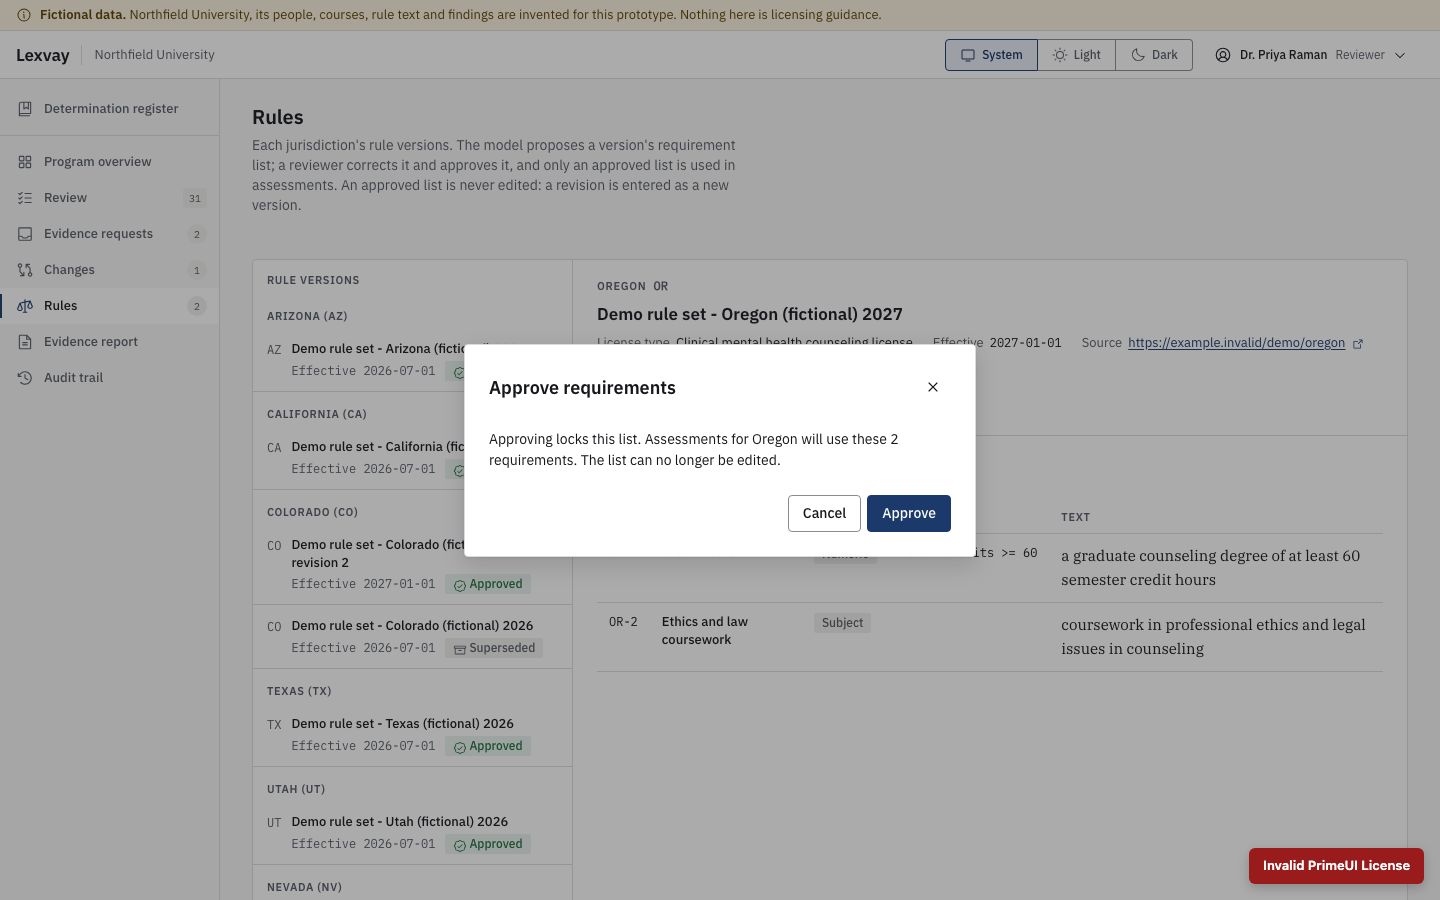 Fictional data. Northfield University, its people, courses, rule text and findings are invented for this prototype. Nothing here is licensing guidance.
Lexvay
Northfield University
System
Light
Dark
Dr. Priya Raman Reviewer
Determination register
Program overview
Review 31
Evidence requests 2
Changes 1
Rules 2
Evidence report
Audit trail
Rules
Each jurisdiction's rule versions. The model proposes a version's requirement
list; a reviewer corrects it and approves it, and only an approved list is used in
assessments. An approved list is never edited: a revision is entered as a new
version.
RULE VERSIONS
ARIZONA (AZ)
AZ Demo rule set - Arizona
Effective 2026-07-01
CALIFORNIA (CA)
CA Demo rule set - California
Effective 2026-07-01
COLORADO (CO)
CO Demo rule set - Colorado
revision 2
Effective 2027-01-01 Approved
CO Demo rule set - Colorado (fictional) 2026
Effective 2026-07-01 Superseded
TEXAS (TX)
TX Demo rule set - Texas (fictional) 2026
Effective 2026-07-01 Approved
UTAH (UT)
UT Demo rule set - Utah (fictional) 2026
Effective 2026-07-01 Approved
NEVADA (NV)
OREGON OR
Demo rule set - Oregon (fictional) 2027
License type Clinical mental health counseling license Effective 2027-01-01 Source https://example.invalid/demo/oregon
TEXT
>= 60
a graduate counseling degree of at least 60
semester credit hours
OR-2 Ethics and law
coursework
Subject
coursework in professional ethics and legal
issues in counseling
Approve requirements
Approving locks this list. Assessments for Oregon will use these 2
requirements. The list can no longer be edited.
Cancel
Approve
Invalid PrimeUI License